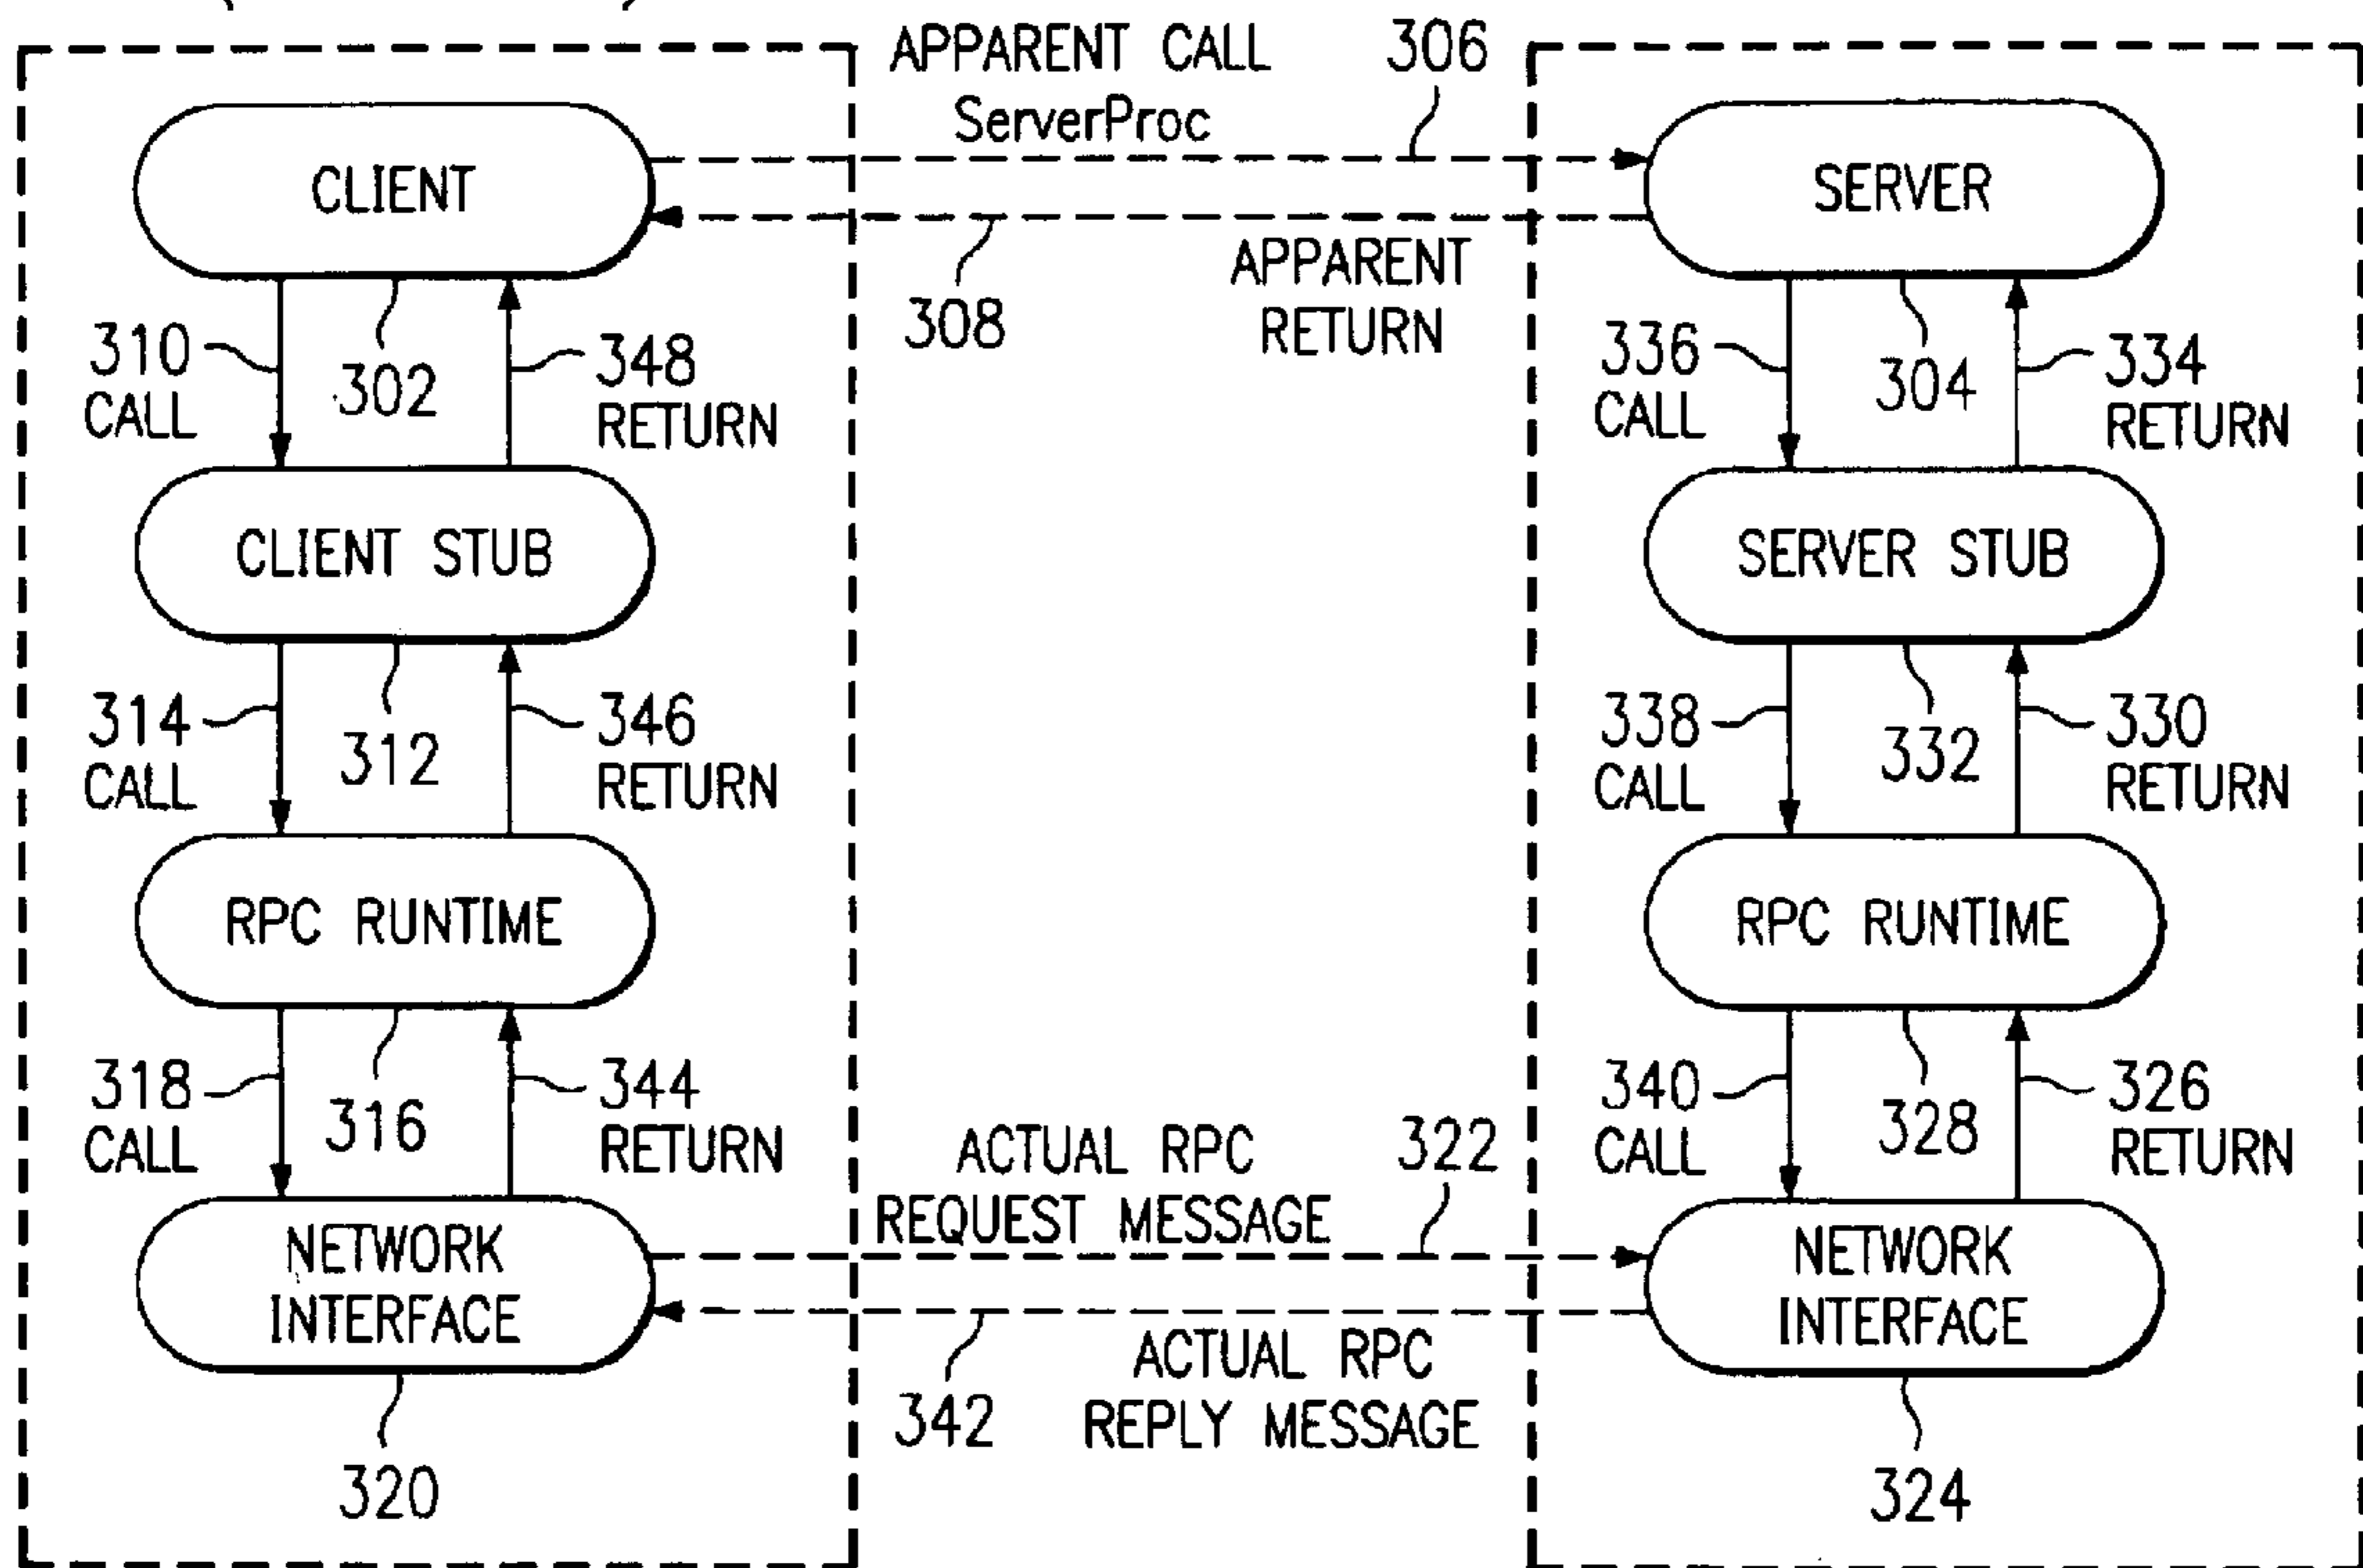 APPARENT CALL 306
ServerProc
CLIENT
SERVER
308
APPARENT
RETURN
310
CALL
302
348
RETURN
336
CALL
304
334
RETURN
CLIENT STUB
SERVER STUB
314
CALL
312
346
RETURN
338
CALL
332
330
RETURN
RPC RUNTIME
RPC RUNTIME
318
CALL
316
344
RETURN
340
CALL
328
326
RETURN
ACTUAL RPC
REQUEST MESSAGE
322
NETWORK
INTERFACE
NETWORK
INTERFACE
342
ACTUAL RPC
REPLY MESSAGE
320
324